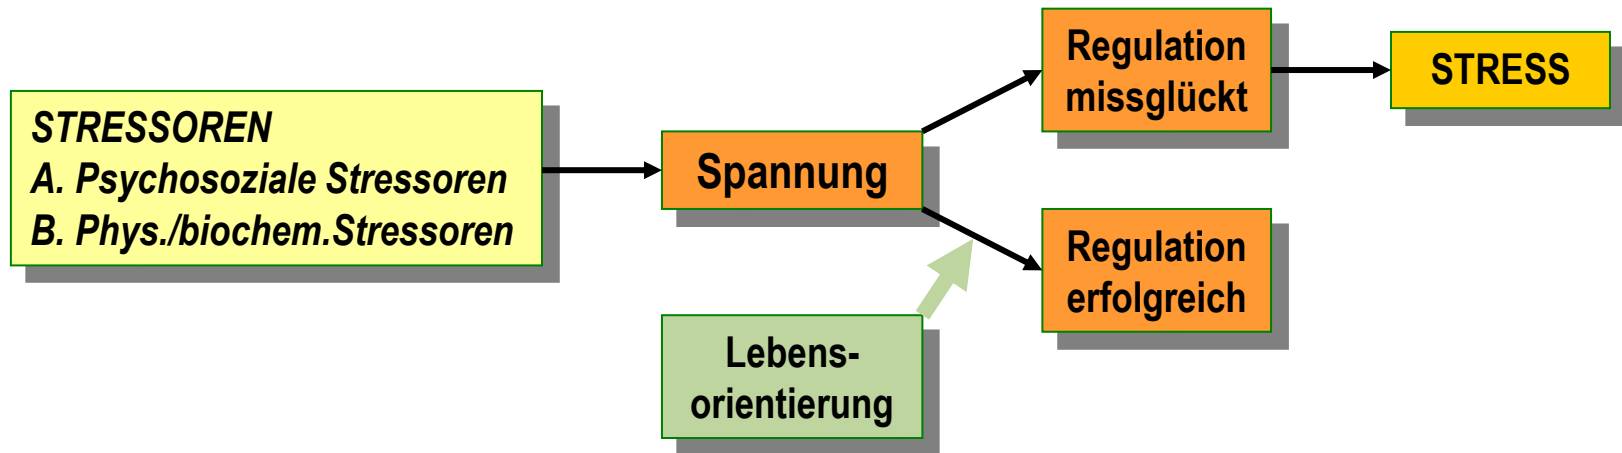 STRESSOREN
A. Psychosoziale Stressoren
B. Phys./biochem.Stressoren
Spannung
Regulation
missglückt
STRESS
Regulation
erfolgreich
Lebens-
orientierung